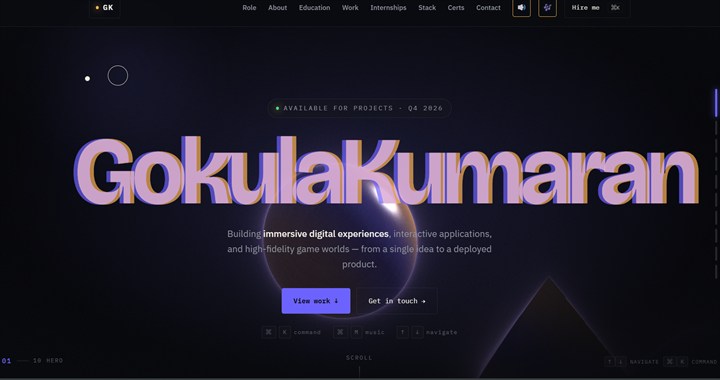 GK
Role About Education Work Internships Stack Certs Contact Hire me ⌘K
AVAILABLE FOR PROJECTS · Q4 2026
GokulaKumaran
Building immersive digital experiences, interactive applications,
and high-fidelity game worlds — from a single idea to a deployed
product.
View work ↓ Get in touch →
⌘ K command ⌘ M music ↑ ↓ navigate
SCROLL
01 10 HERO
↑ ↓ NAVIGATE ⌘ K COMMAND